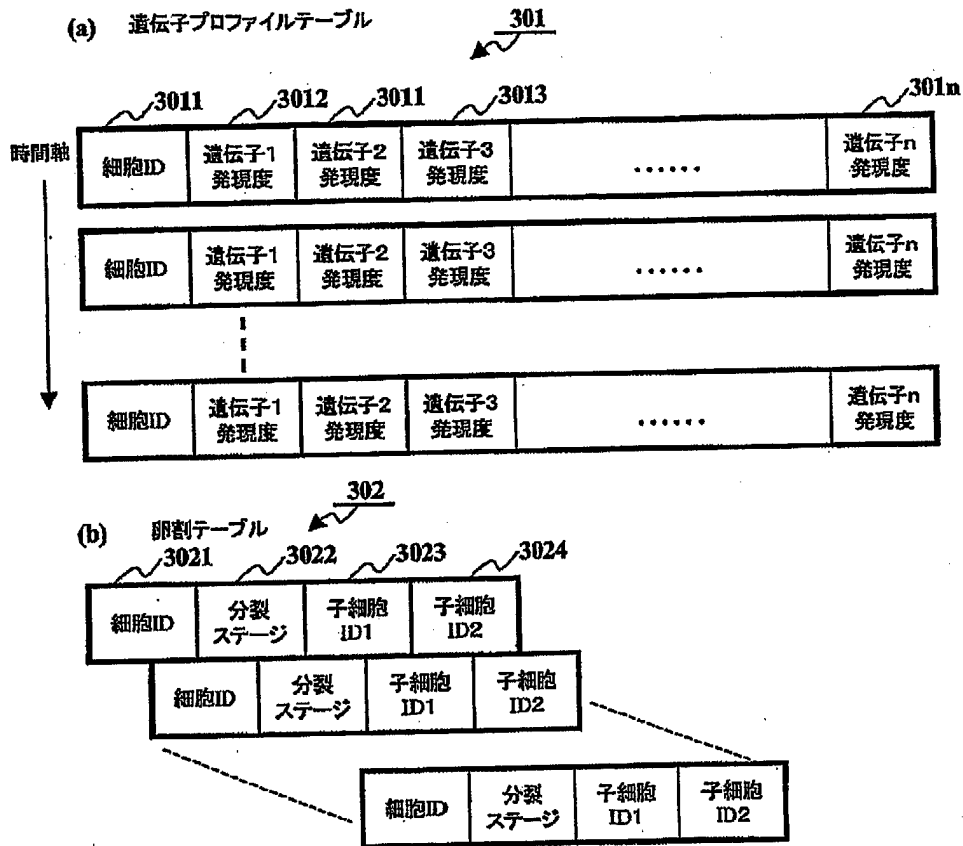 (a) 遺伝子プロファイルテーブル
301
3011 3012 3011 3013 301n
時間軸
細胞ID 遺伝子1 遺伝子2 遺伝子3 ...... 遺伝子n
発現度 発現度 発現度 発現度
細胞ID 遺伝子1 遺伝子2 遺伝子3 ...... 遺伝子n
発現度 発現度 発現度 発現度
細胞ID 遺伝子1 遺伝子2 遺伝子3 ...... 遺伝子n
発現度 発現度 発現度 発現度
302
(b) 卵割テーブル
3021 3022 3023 3024
細胞ID 分裂 子細胞 子細胞
ステージ ID1 ID2
細胞ID 分裂 子細胞 子細胞
ステージ ID1 ID2
細胞ID 分裂 子細胞 子細胞
ステージ ID1 ID2